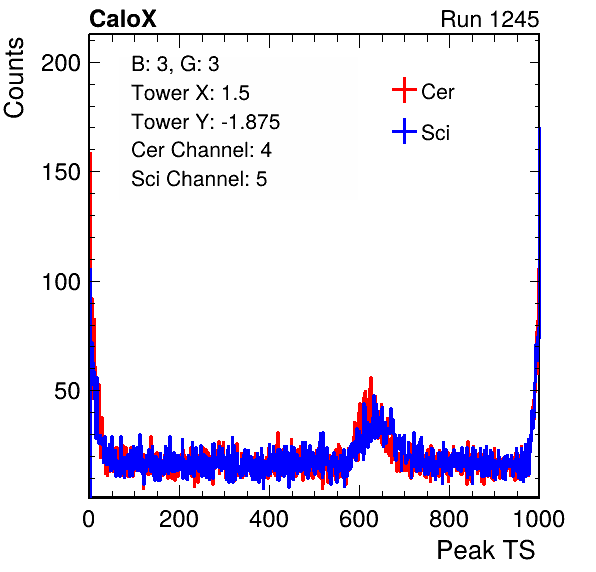 CaloX Run 1245
B: 3, G: 3
Tower X: 1.5
Tower Y: -1.875
Cer Channel: 4
Sci Channel: 5
Cer
Sci
Counts
200
150
100
50
0 200 400 600 800 1000
Peak TS